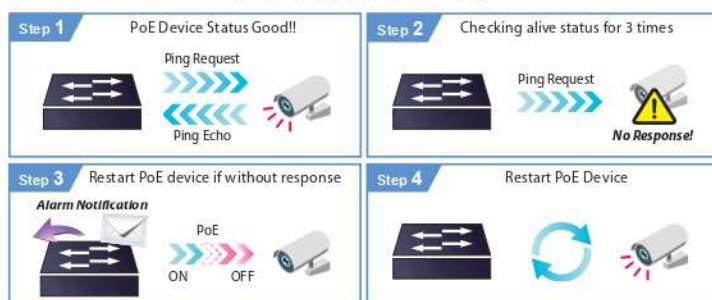 Step 1
PoE Device Status Good!!
Ping Request
Ping Echo
Step 2
Checking alive status for 3 times
Ping Request
No Response!
Step 3
Restart PoE device if without response
Alarm Notification
PoE
ON
OFF
Step 4
Restart PoE Device